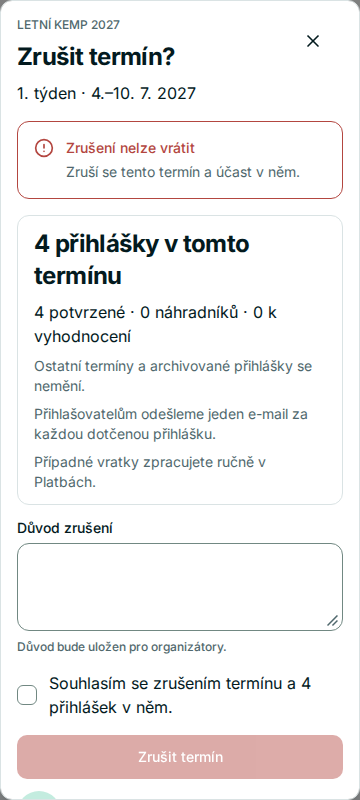 LETNÍ KEMP 2027
Zrušit termín?
1. týden · 4.–10. 7. 2027
Zrušení nelze vrátit
Zruší se tento termín a účast v něm.
4 přihlášky v tomto
termínu
4 potvrzené · 0 náhradníků · 0 k
vyhodnocení
Ostatní termíny a archivované přihlášky se
nemění.
Přihlašovatelům odešleme jeden e-mail za
každou dotčenou přihlášku.
Případné vratky zpracujete ručně v
Platbách.
Důvod zrušení
Důvod bude uložen pro organizátory.
Souhlasím se zrušením termínu a 4
přihlášek v něm.
Zrušit termín